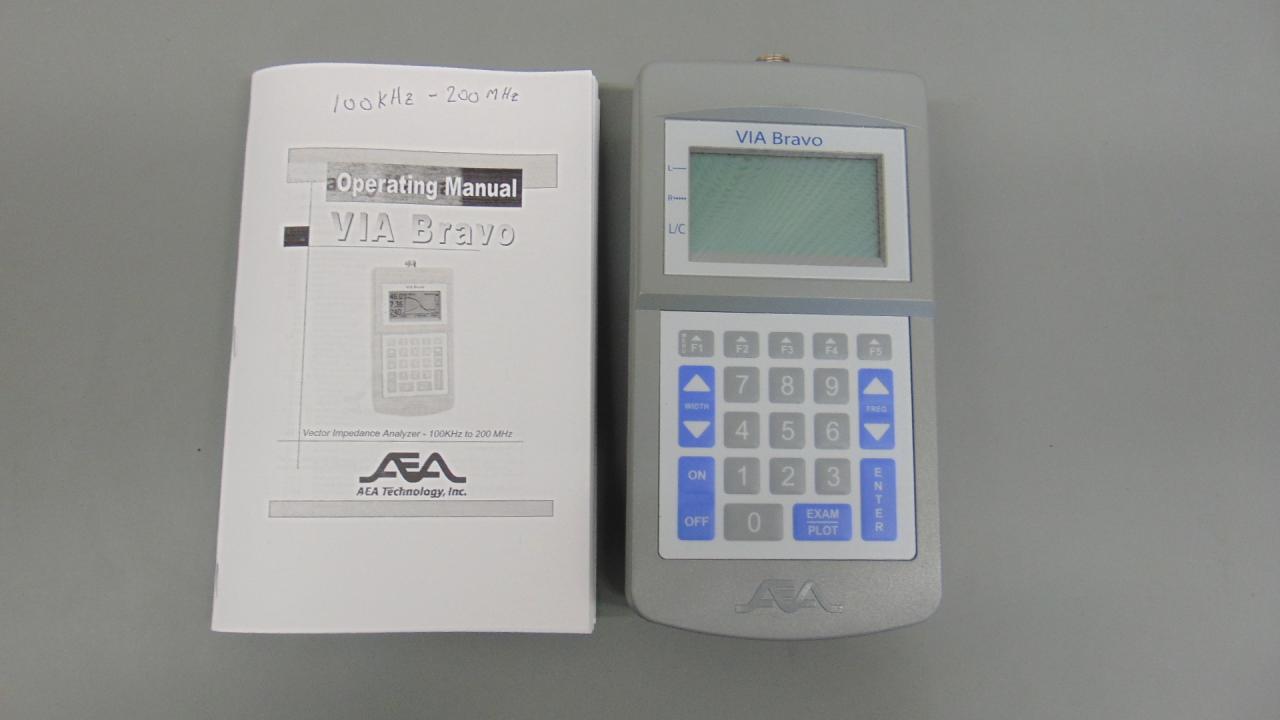 100KHz - 200MHz
Operating Manual
VIA Bravo
VIA Bravo
Vector Impedance Analyzer - 100KHz to 200 MHz
AEA
AEA Technology, Inc.
VIA Bravo
L
R
L/C
F1
F2
F3
F4
F5
WIDTH
7
8
9
FREQ
4
5
6
ON
1
2
3
ENTER
OFF
0
EXAM
PLOT
AEA